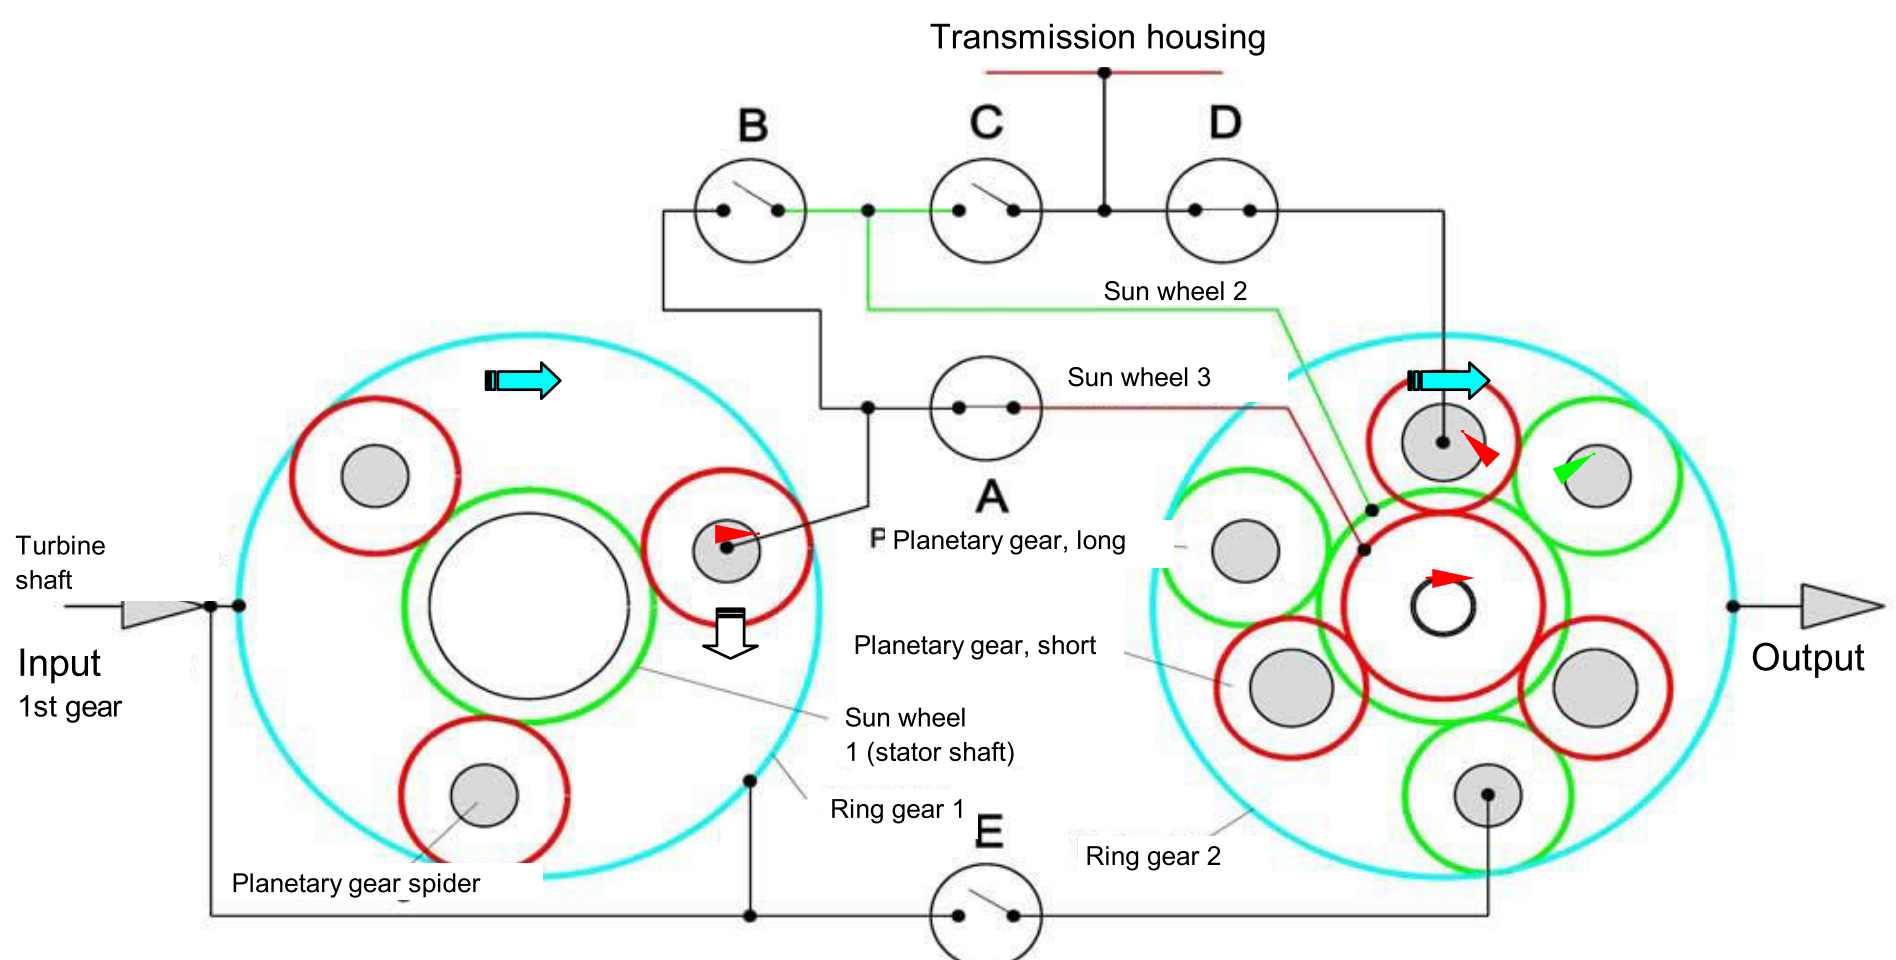 Transmission housing
B
C
D
Sun wheel 2
Sun wheel 3
A
P Planetary gear, long
Turbine
shaft
Input
1st gear
Planetary gear, short
Output
Sun wheel
1 (stator shaft)
Ring gear 1
E
Ring gear 2
Planetary gear spider